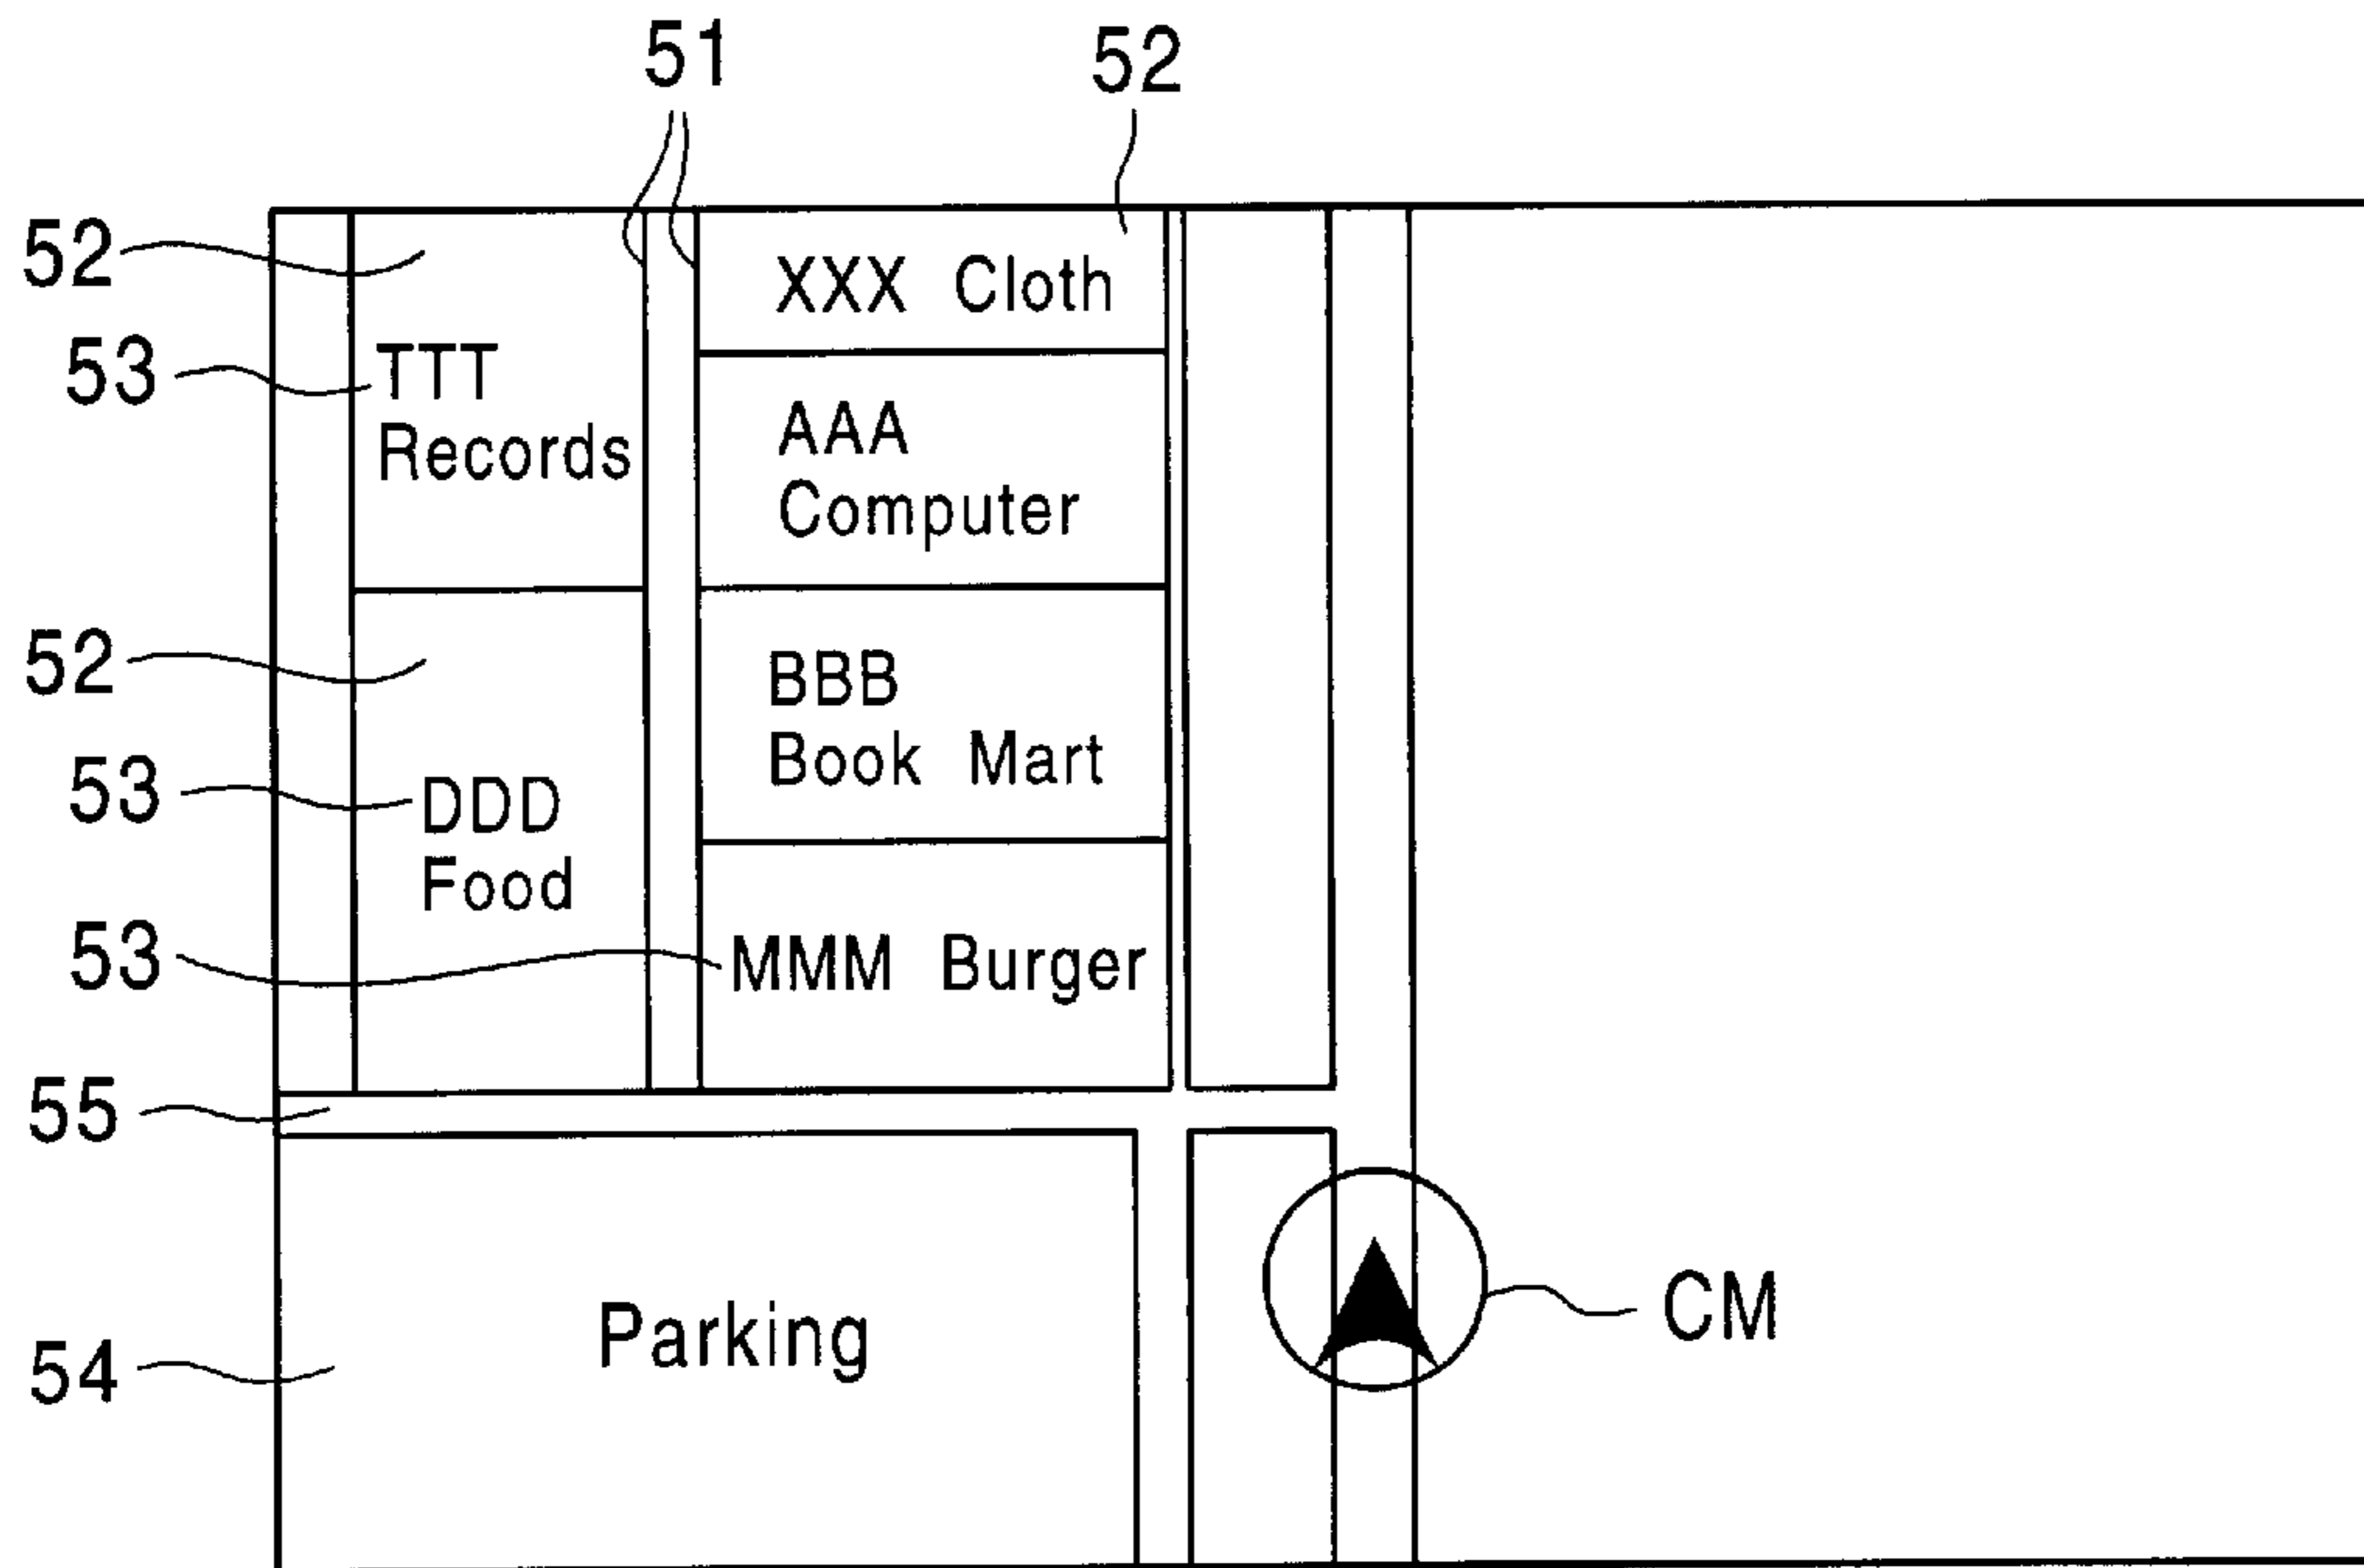 51
52
52
XXX Cloth
53
TTT
Records
AAA
Computer
52
BBB
Book Mart
53
DDD
Food
53
MMM Burger
55
Parking
54
CM